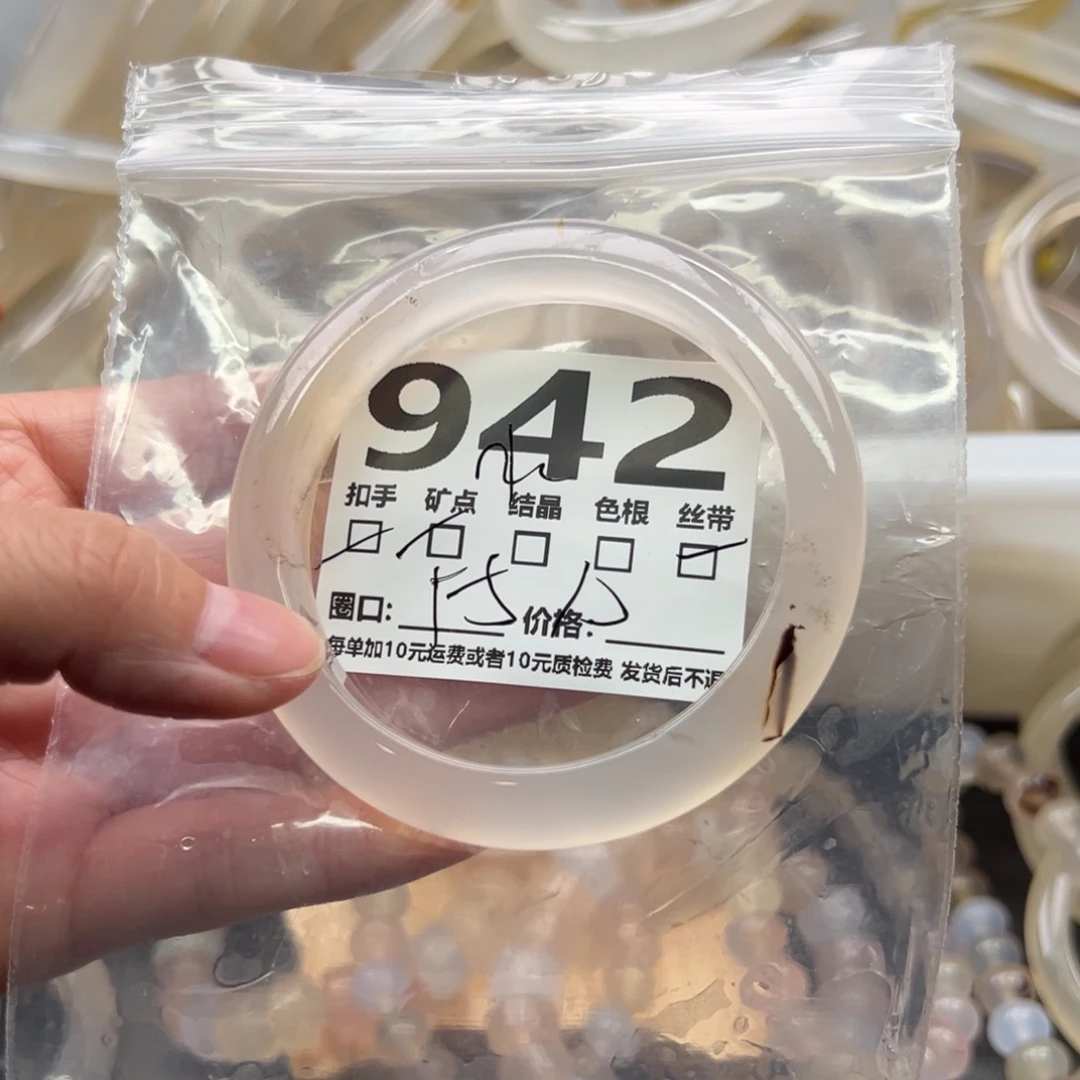 942
扣手 矿点 结晶 色根 丝带
圈口: 价格:
每单加10元运费或者10元质检费 发货后不退